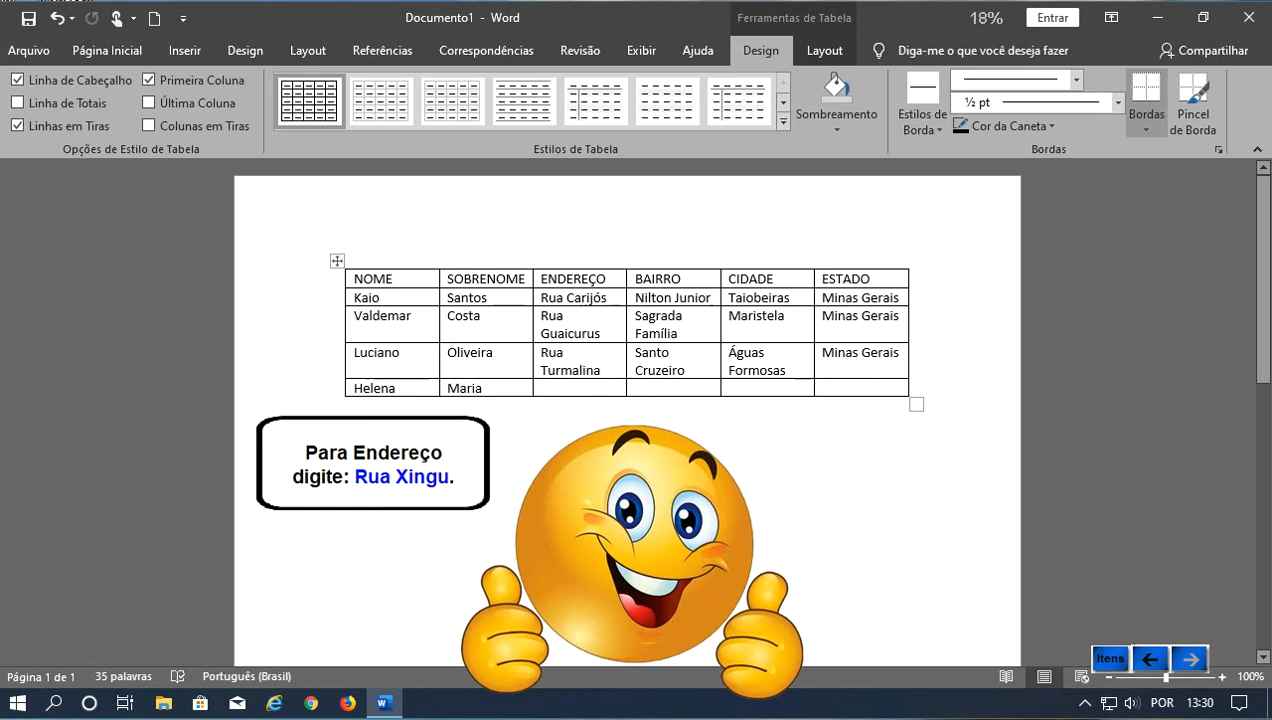 Documento1 - Word
Ferramentas de Tabela
18%
Entrar
Arquivo
Página Inicial
Inserir
Design
Layout
Referências
Correspondências
Revisão
Exibir
Ajuda
Design
Layout
Diga-me o que você deseja fazer
Compartilhar
Linha de Cabeçalho
Primeira Coluna
Linha de Totais
Última Coluna
Linhas em Tiras
Colunas em Tiras
Opções de Estilo de Tabela
Estilos de Tabela
Sombreamento
Estilos de
Borda
½ pt
Cor da Caneta
Bordas
Pincel
de Borda
Bordas
NOME SOBRENOME ENDEREÇO BAIRRO CIDADE ESTADO
Kaio Santos Rua Carijós Nilton Junior Taiobeiras Minas Gerais
Valdemar Costa Rua Sagrada Maristela Minas Gerais
Guaicurus Família
Luciano Oliveira Rua Santo Águas Minas Gerais
Turmalina Cruzeiro Formosas
Helena Maria
Para Endereço
digite: Rua Xingu.
Itens
Página 1 de 1
35 palavras
Português (Brasil)
100%
POR
13:30